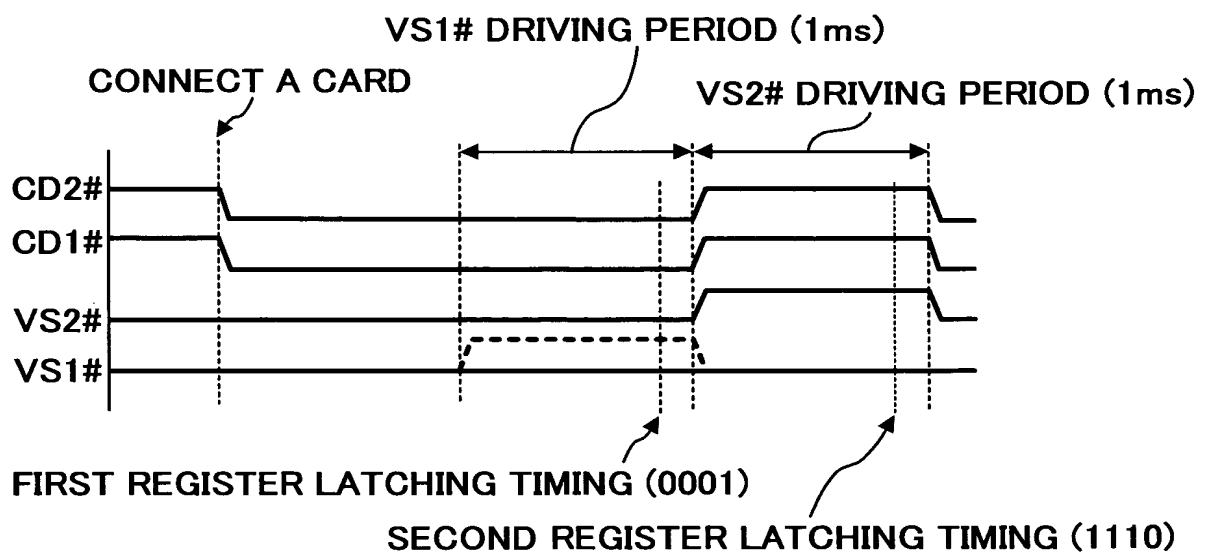 VS1# DRIVING PERIOD (1ms)
CONNECT A CARD
VS2# DRIVING PERIOD (1ms)
CD2#
CD1#
VS2#
VS1#
FIRST REGISTER LATCHING TIMING (0001)
SECOND REGISTER LATCHING TIMING (1110)